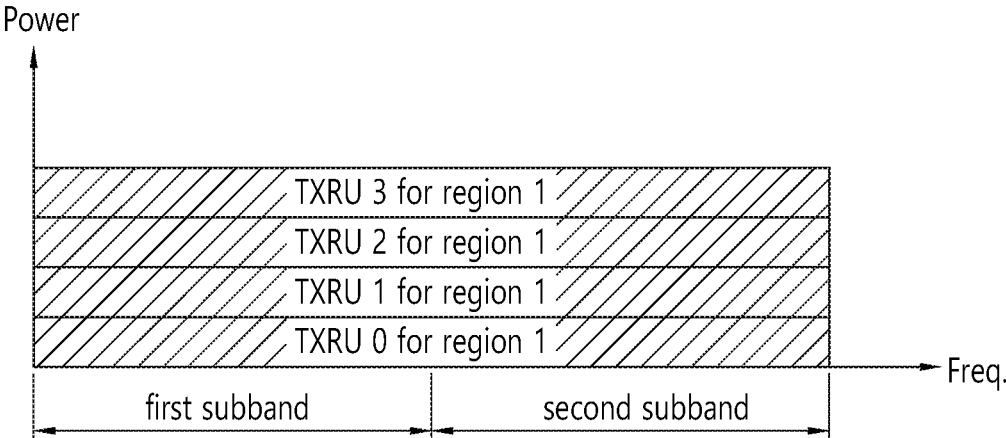 Power
TXRU 3 for region 1
TXRU 2 for region 1
TXRU 1 for region 1
TXRU 0 for region 1
Freq.
first subband
second subband